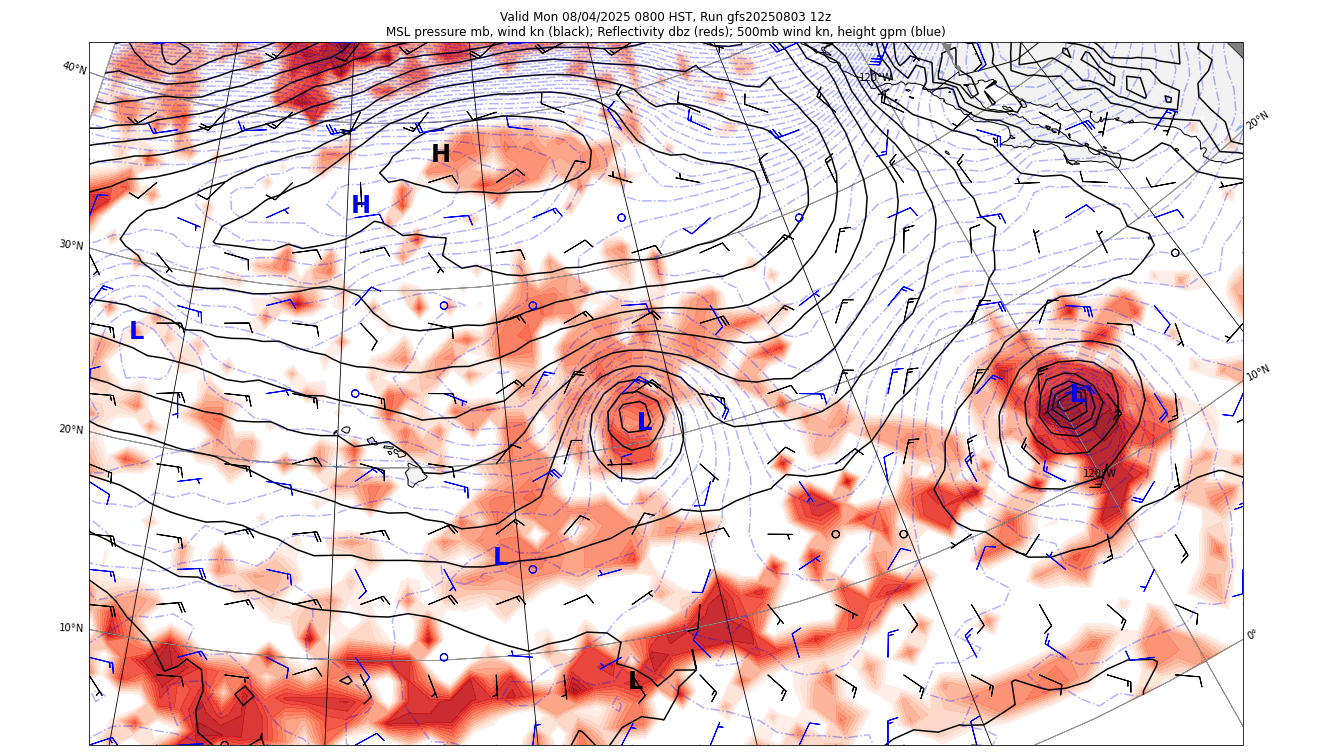 Valid Mon 08/04/2025 0800 HST, Run gfs20250803 12z
MSL pressure mb, wind kn (black); Reflectivity dbz (reds); 500mb wind kn, height gpm (blue)
40°N
120°W
20°N
H
H
30°N
L
10°N
L
L
20°N
120°W
L
10°N
0°
L